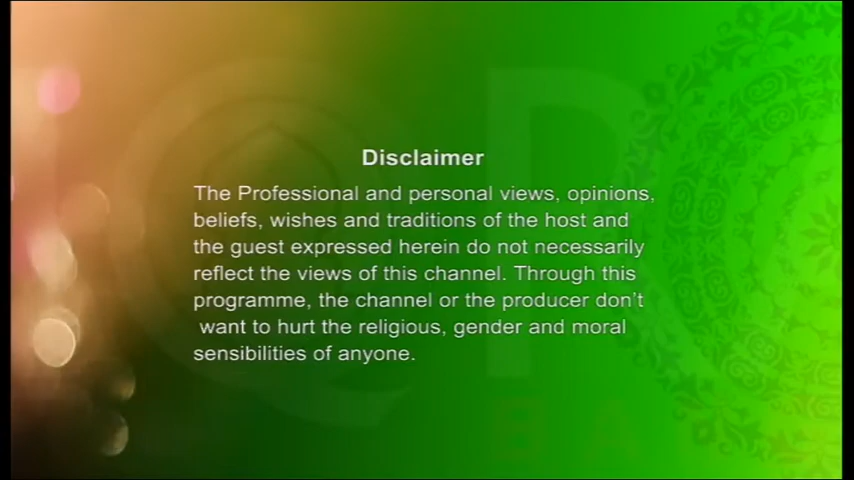 Disclaimer
The Professional and personal views, opinions,
beliefs, wishes and traditions of the host and
the guest expressed herein do not necessarily
reflect the views of this channel. Through this
programme, the channel or the producer don't
want to hurt the religious, gender and moral
sensibilities of anyone.